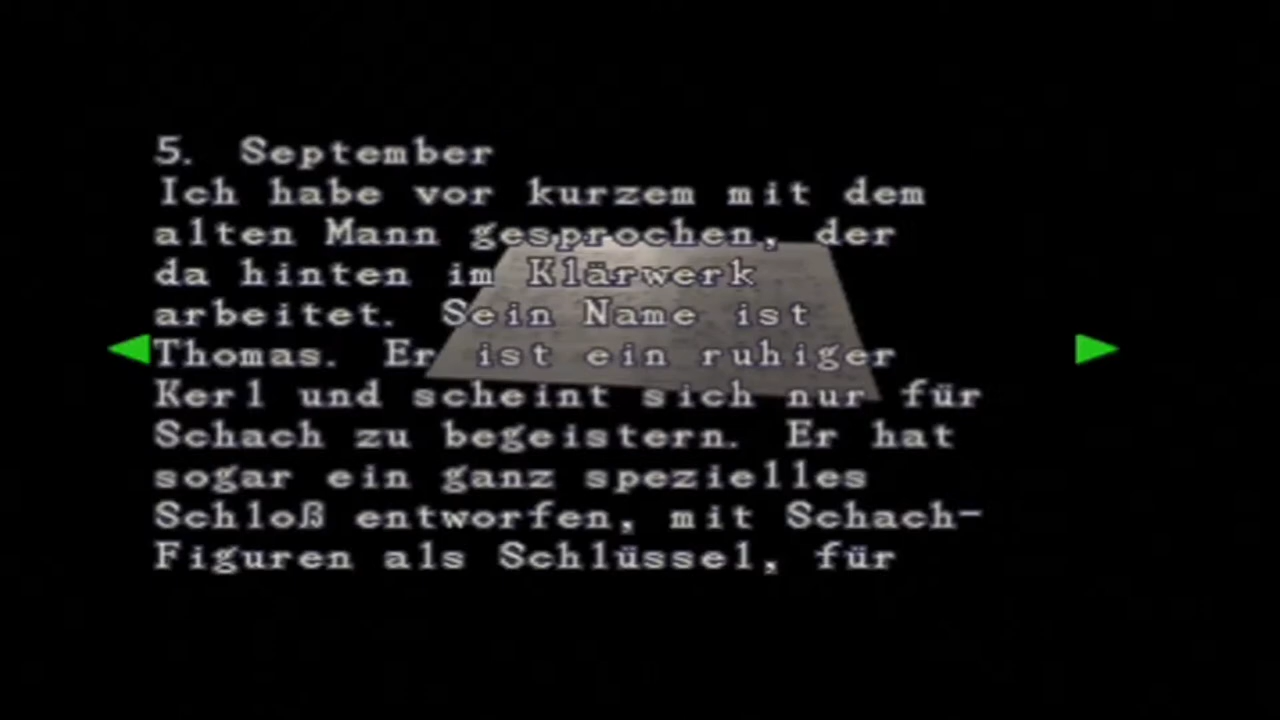 5. September
Ich habe vor kurzem mit dem
alten Mann gesprochen, der
da hinten im Klärwerk
arbeitet. Sein Name ist
Thomas. Er ist ein ruhiger
Kerl und scheint sich nur für
Schach zu begeistern. Er hat
sogar ein ganz spezielles
Schloß entworfen, mit Schach-
Figuren als Schlüssel, für